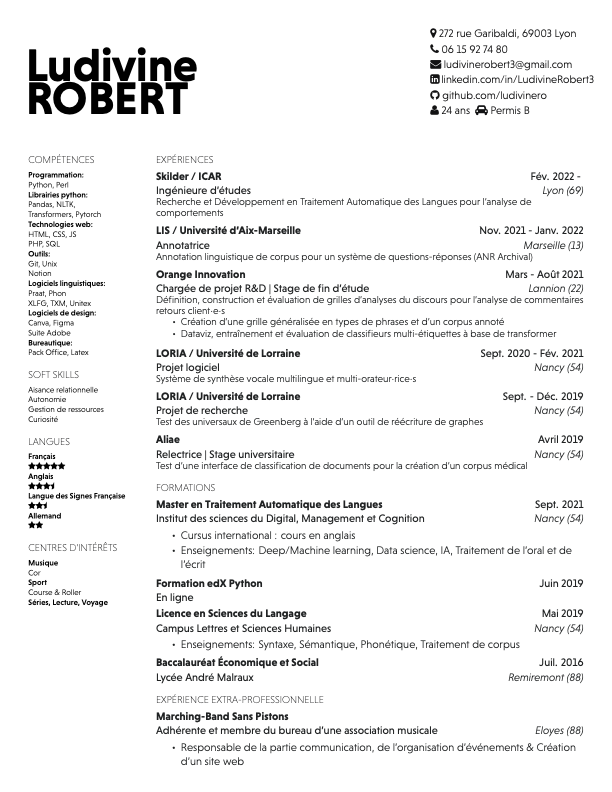 Ludivine
ROBERT
272 rue Garibaldi, 69003 Lyon
06 15 92 74 80
ludivinerobert3@gmail.com
linkedin.com/in/LudivineRobert3
github.com/ludivinero
24 ans Permis B
COMPÉTENCES
Programmation:
Python, Perl
Librairies python:
Pandas, NLTK,
Transformers, Pytorch
Technologies web:
HTML, CSS, JS
PHP, SQL
Outils:
Git, Unix
Notion
Logiciels linguistiques:
Praat, Phon
XLFG, TXM, Unitex
Logiciels de design:
Canva, Figma
Suite Adobe
Bureautique:
Pack Office, Latex
SOFT SKILLS
Aisance relationnelle
Autonomie
Gestion de ressources
Curiosité
LANGUES
Français
Anglais
Langue des Signes Française
Allemand
CENTRES D'INTÉRÊTS
Musique
Cor
Sport
Course & Roller
Séries, Lecture, Voyage
EXPÉRIENCES
Skilder / ICAR Fév. 2022 -
Ingénieure d'études Lyon (69)
Recherche et Développement en Traitement Automatique des Langues pour l'analyse de
comportements
LIS / Université d'Aix-Marseille Nov. 2021 - Janv. 2022
Annotatrice Marseille (13)
Annotation linguistique de corpus pour un système de questions-réponses (ANR Archival)
Orange Innovation Mars - Août 2021
Chargée de projet R&D | Stage de fin d'étude Lannion (22)
Définition, construction et évaluation de grilles d'analyses du discours pour l'analyse de commentaires
retours client·e·s
• Création d'une grille généralisée en types de phrases et d'un corpus annoté
• Dataviz, entraînement et évaluation de classifieurs multi-étiquettes à base de transformer
LORIA / Université de Lorraine Sept. 2020 - Fév. 2021
Projet logiciel Nancy (54)
Système de synthèse vocale multilingue et multi-orateur·rice·s
LORIA / Université de Lorraine Sept. - Déc. 2019
Projet de recherche Nancy (54)
Test des universaux de Greenberg à l'aide d'un outil de réécriture de graphes
Aliae Avril 2019
Relectrice | Stage universitaire Nancy (54)
Test d'une interface de classification de documents pour la création d'un corpus médical
FORMATIONS
Master en Traitement Automatique des Langues Sept. 2021
Institut des sciences du Digital, Management et Cognition Nancy (54)
• Cursus international : cours en anglais
• Enseignements: Deep/Machine learning, Data science, IA, Traitement de l'oral et de
l'écrit
Formation edX Python Juin 2019
En ligne
Licence en Sciences du Langage Mai 2019
Campus Lettres et Sciences Humaines Nancy (54)
• Enseignements: Syntaxe, Sémantique, Phonétique, Traitement de corpus
Baccalauréat Économique et Social Juil. 2016
Lycée André Malraux Remiremont (88)
EXPÉRIENCE EXTRA-PROFESSIONNELLE
Marching-Band Sans Pistons
Adhérente et membre du bureau d'une association musicale Eloyes (88)
• Responsable de la partie communication, de l'organisation d'événements & Création
d'un site web